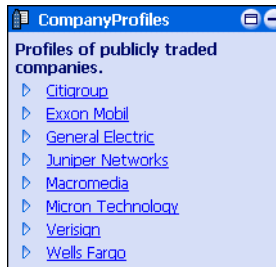 CompanyProfiles
Profiles of publicly traded
companies.
Citigroup
Exxon Mobil
General Electric
Juniper Networks
Macromedia
Micron Technology
Verisign
Wells Fargo